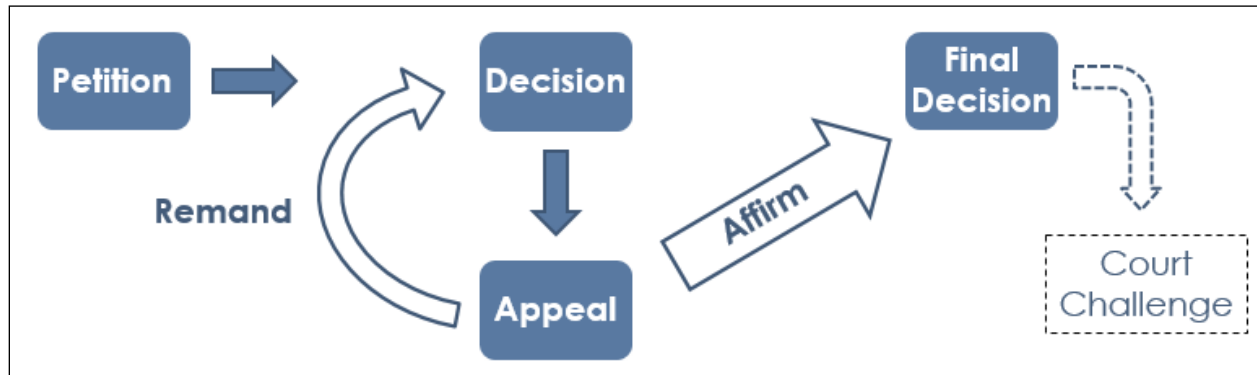 Petition
Decision
Final
Decision
Remand
Affirm
Appeal
Court
Challenge